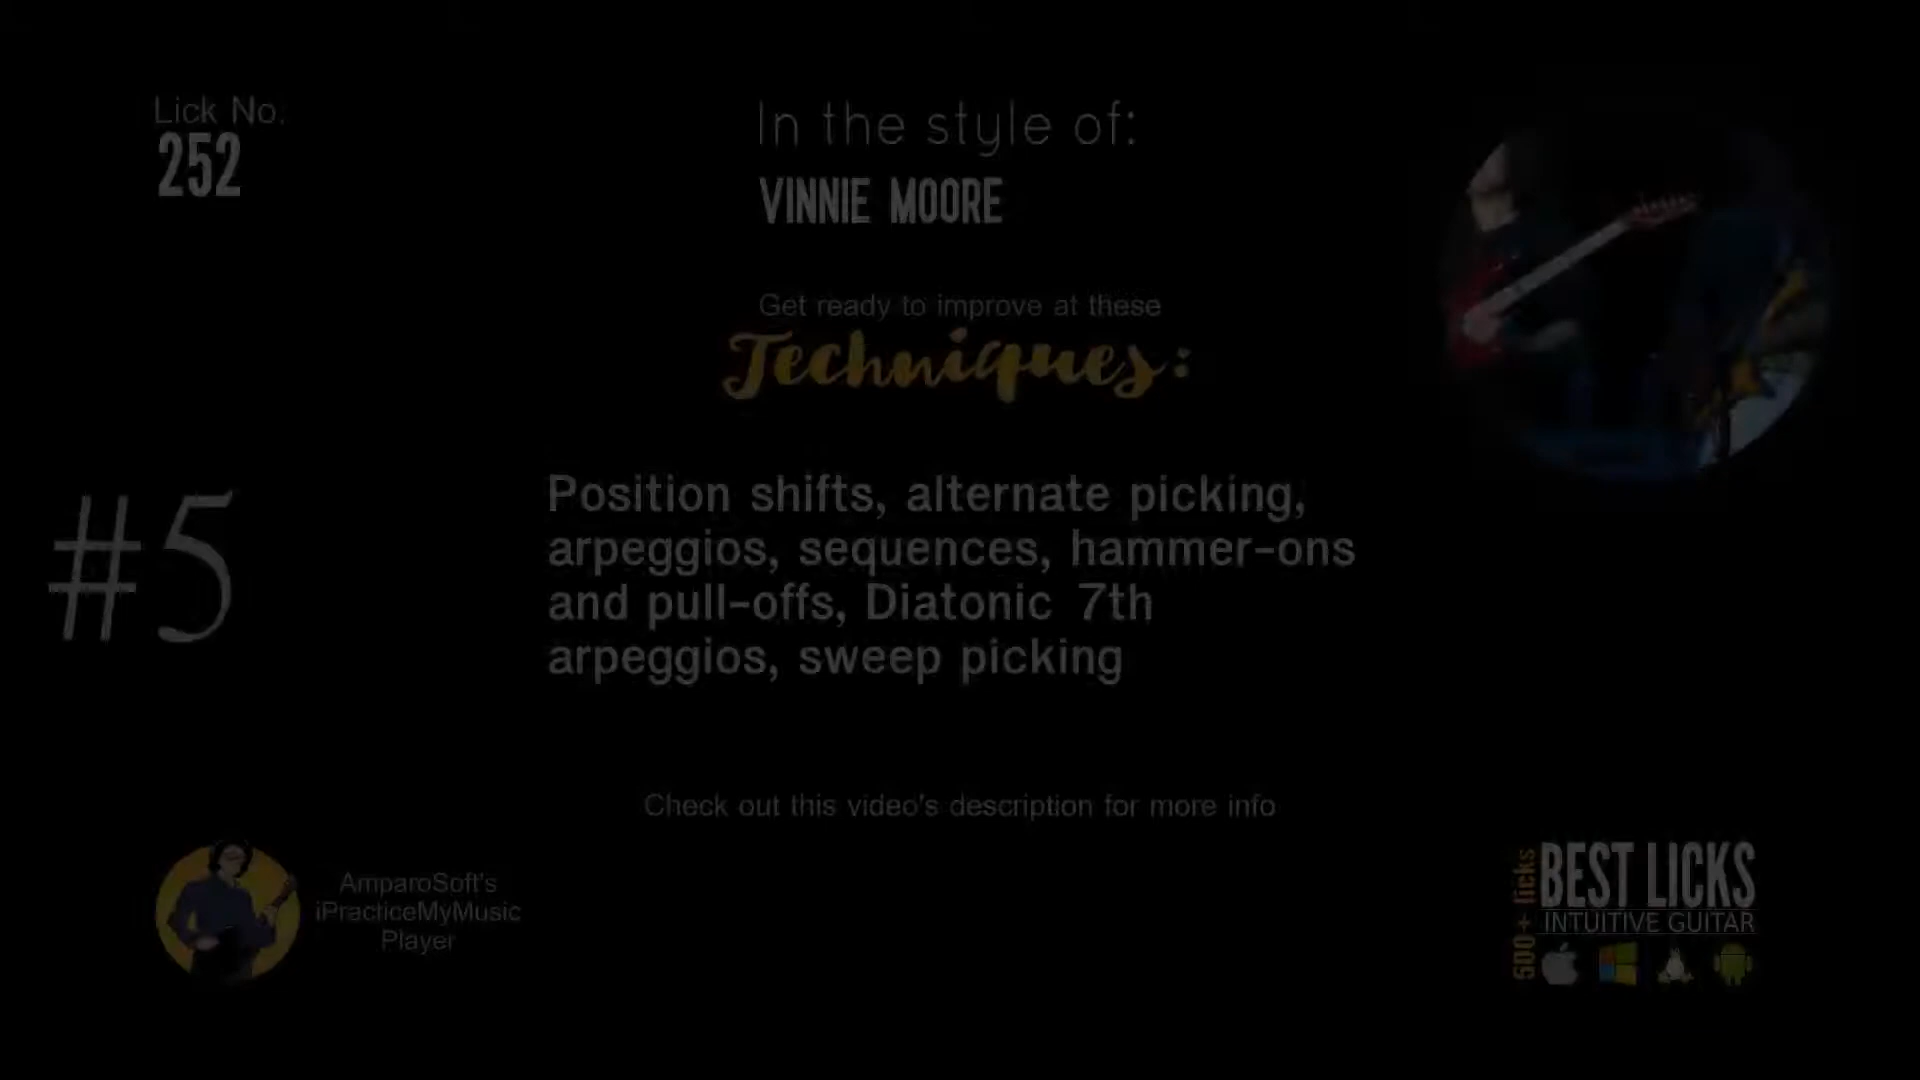 Lick No:
252
In the style of:
VINNIE MOORE
Get ready to improve at these
Techniques:
#5
Position shifts, alternate picking,
arpeggios, sequences, hammer-ons
and pull-offs, Diatonic 7th
arpeggios, sweep picking
Check out this video's description for more info
AmparoSoft's
iPracticeMyMusic
Player
500+ licks
BEST LICKS
INTUITIVE GUITAR